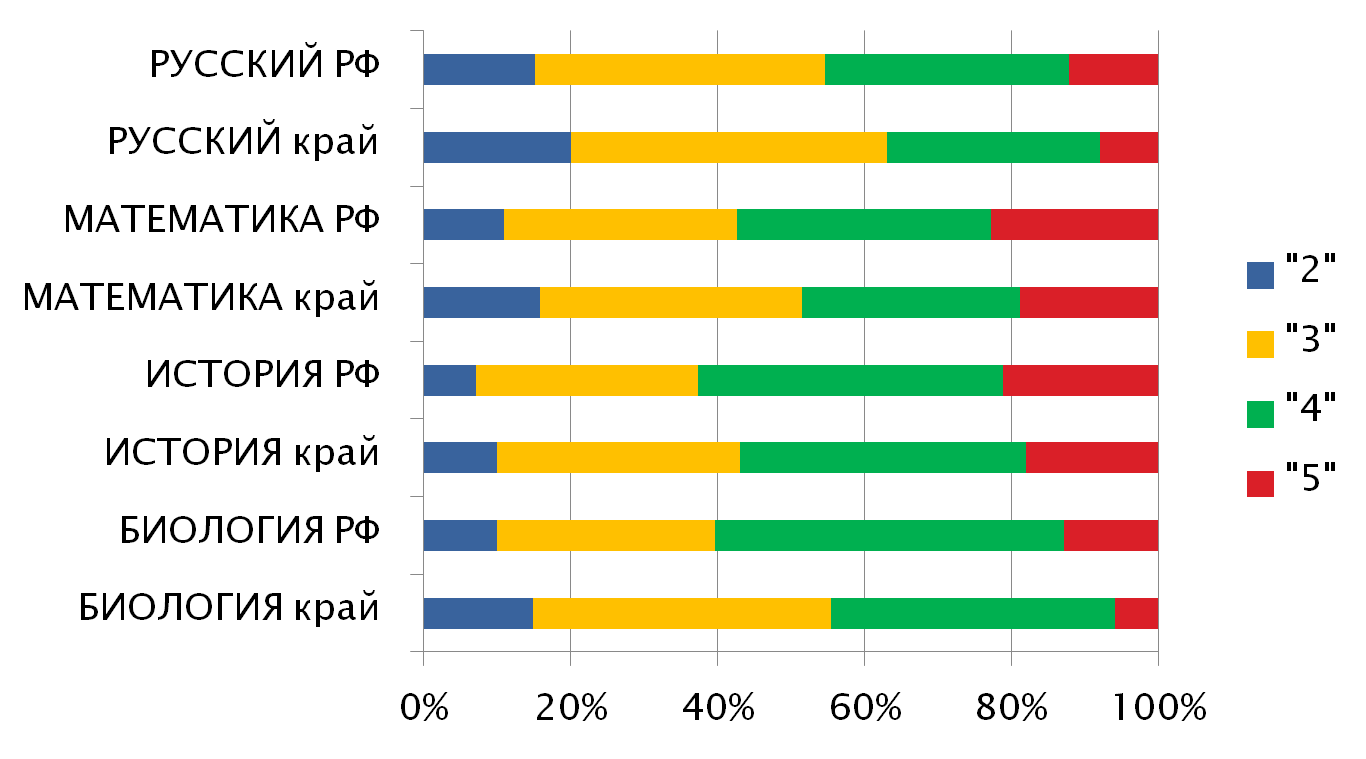 РУССКИЙ РФ
РУССКИЙ край
МАТЕМАТИКА РФ
МАТЕМАТИКА край
ИСТОРИЯ РФ
ИСТОРИЯ край
БИОЛОГИЯ РФ
БИОЛОГИЯ край
0% 20% 40% 60% 80% 100%
"2"
"3"
"4"
"5"